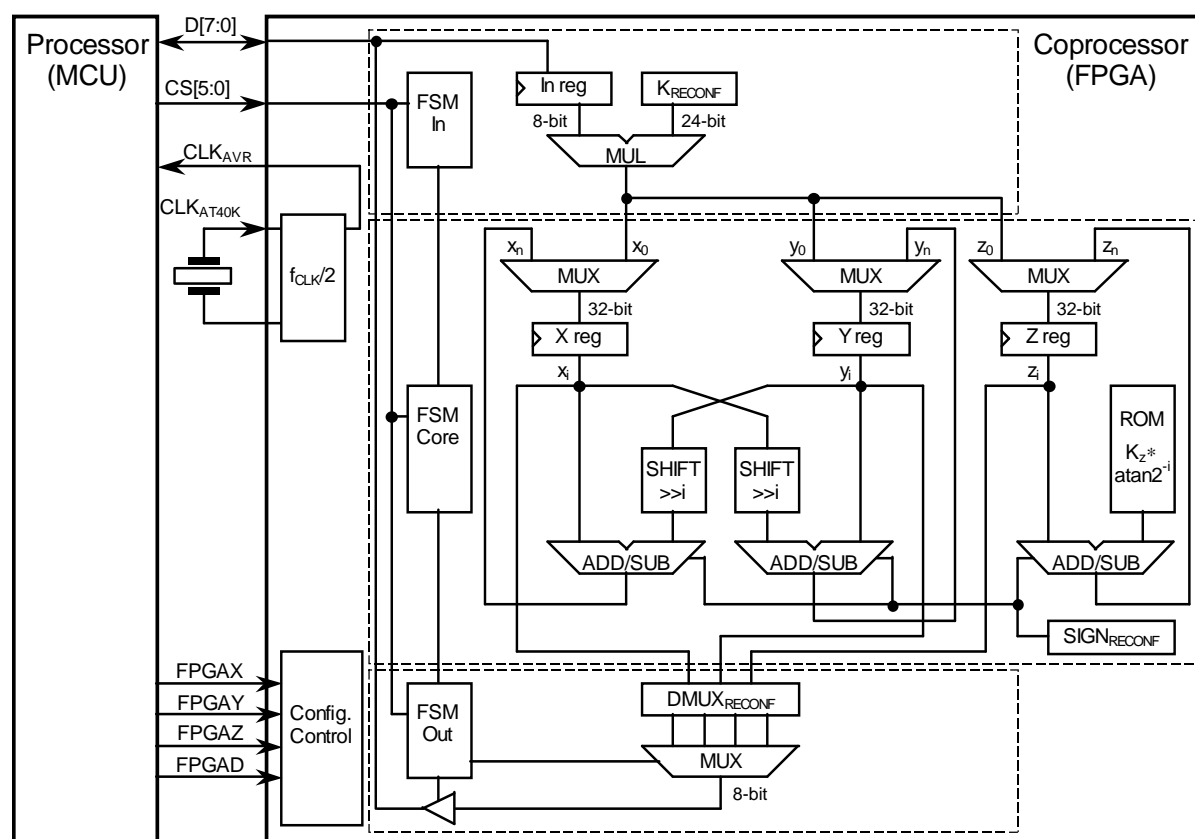 Processor
(MCU)
D[7:0]
CS[5:0]
CLKAVR
CLKAT40K
fCLK/2
FPGAX
FPGAY
FPGAZ
FPGAD
Config.
Control
Coprocessor
(FPGA)
FSM
In
In reg
KRECONF
8-bit
24-bit
MUL
xn
x0
y0
yn
z0
zn
MUX
MUX
MUX
32-bit
32-bit
32-bit
X reg
Y reg
Z reg
xi
yi
zi
FSM
Core
SHIFT
>>i
SHIFT
>>i
ROM
Kz*
atan2-i
ADD/SUB
ADD/SUB
ADD/SUB
SIGNRECONF
FSM
Out
DMUXRECONF
MUX
8-bit